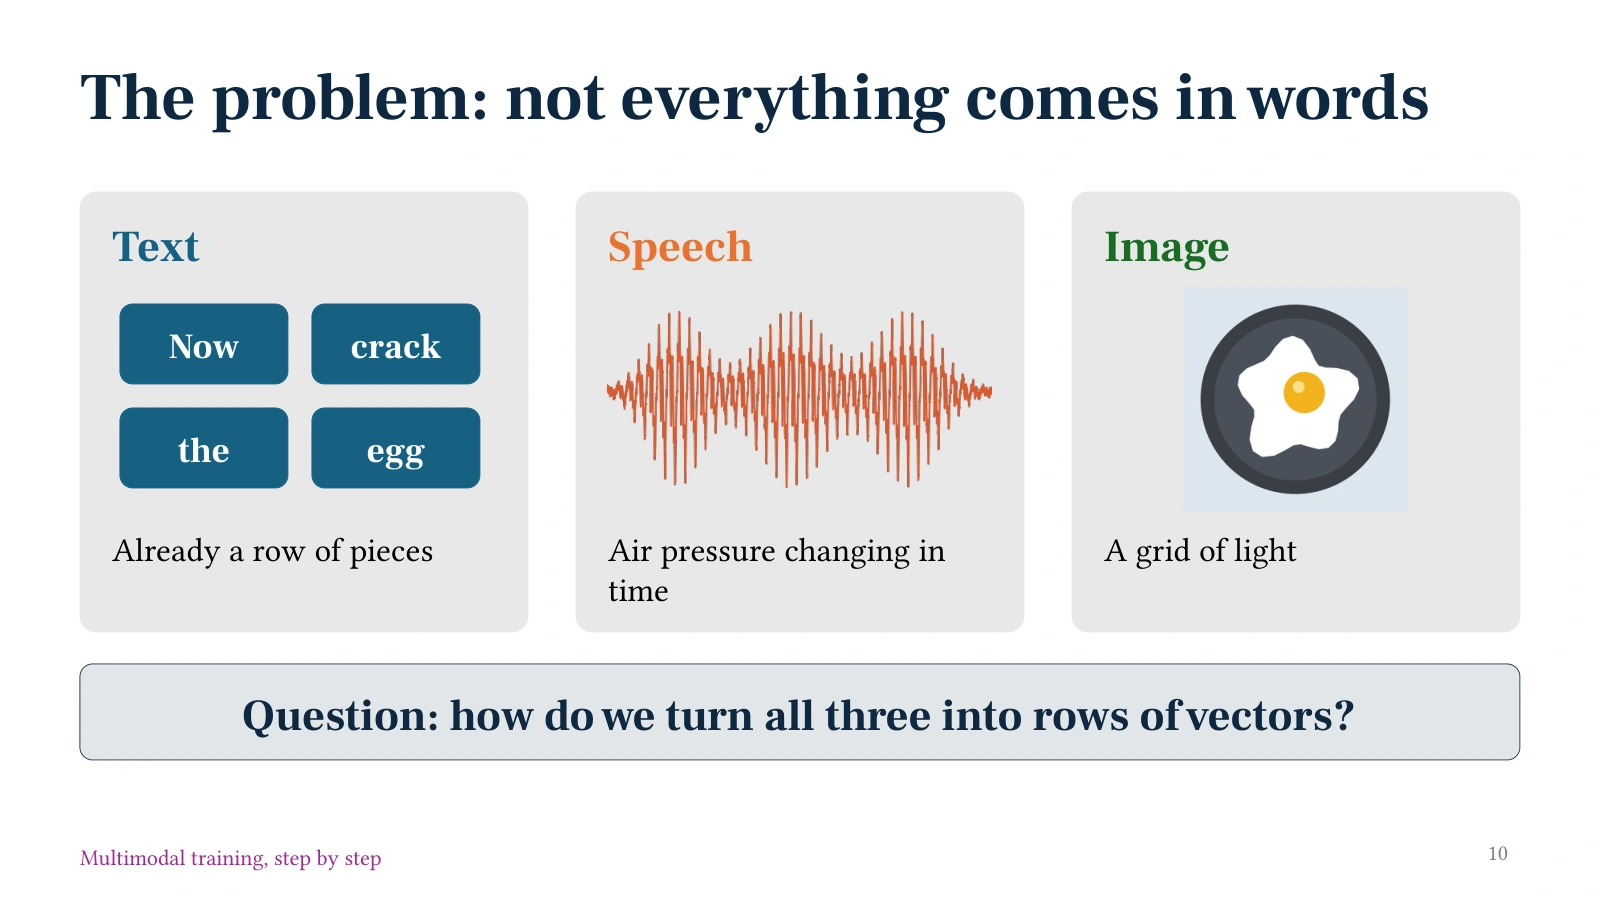 The problem: not everything comes in words
Text
Now
crack
the
egg
Already a row of pieces
Speech
Air pressure changing in
time
Image
A grid of light
Question: how do we turn all three into rows of vectors?
Multimodal training, step by step
10